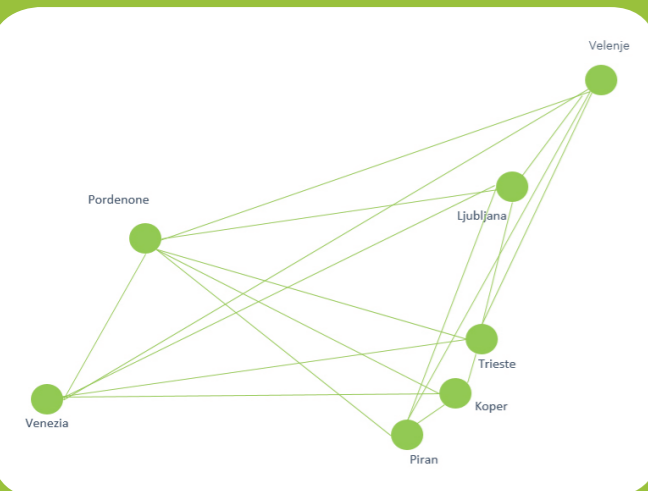 Velenje
Pordenone
Ljubljana
Trieste
Koper
Venezia
Piran